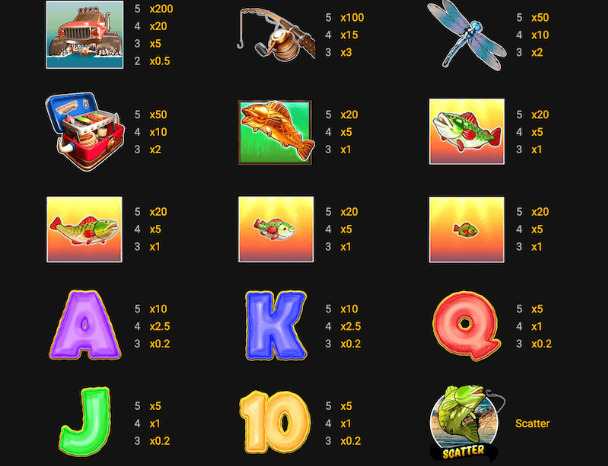 5 x200
4 x20
3 x5
2 x0.5
5 x100
4 x15
3 x3
5 x50
4 x10
3 x2
5 x50
4 x10
3 x2
5 x20
4 x5
3 x1
5 x20
4 x5
3 x1
5 x20
4 x5
3 x1
5 x20
4 x5
3 x1
5 x20
4 x5
3 x1
A
5 x10
4 x2.5
3 x0.2
K
5 x10
4 x2.5
3 x0.2
Q
5 x5
4 x1
3 x0.2
J
5 x5
4 x1
3 x0.2
10
5 x5
4 x1
3 x0.2
SCATTER
Scatter